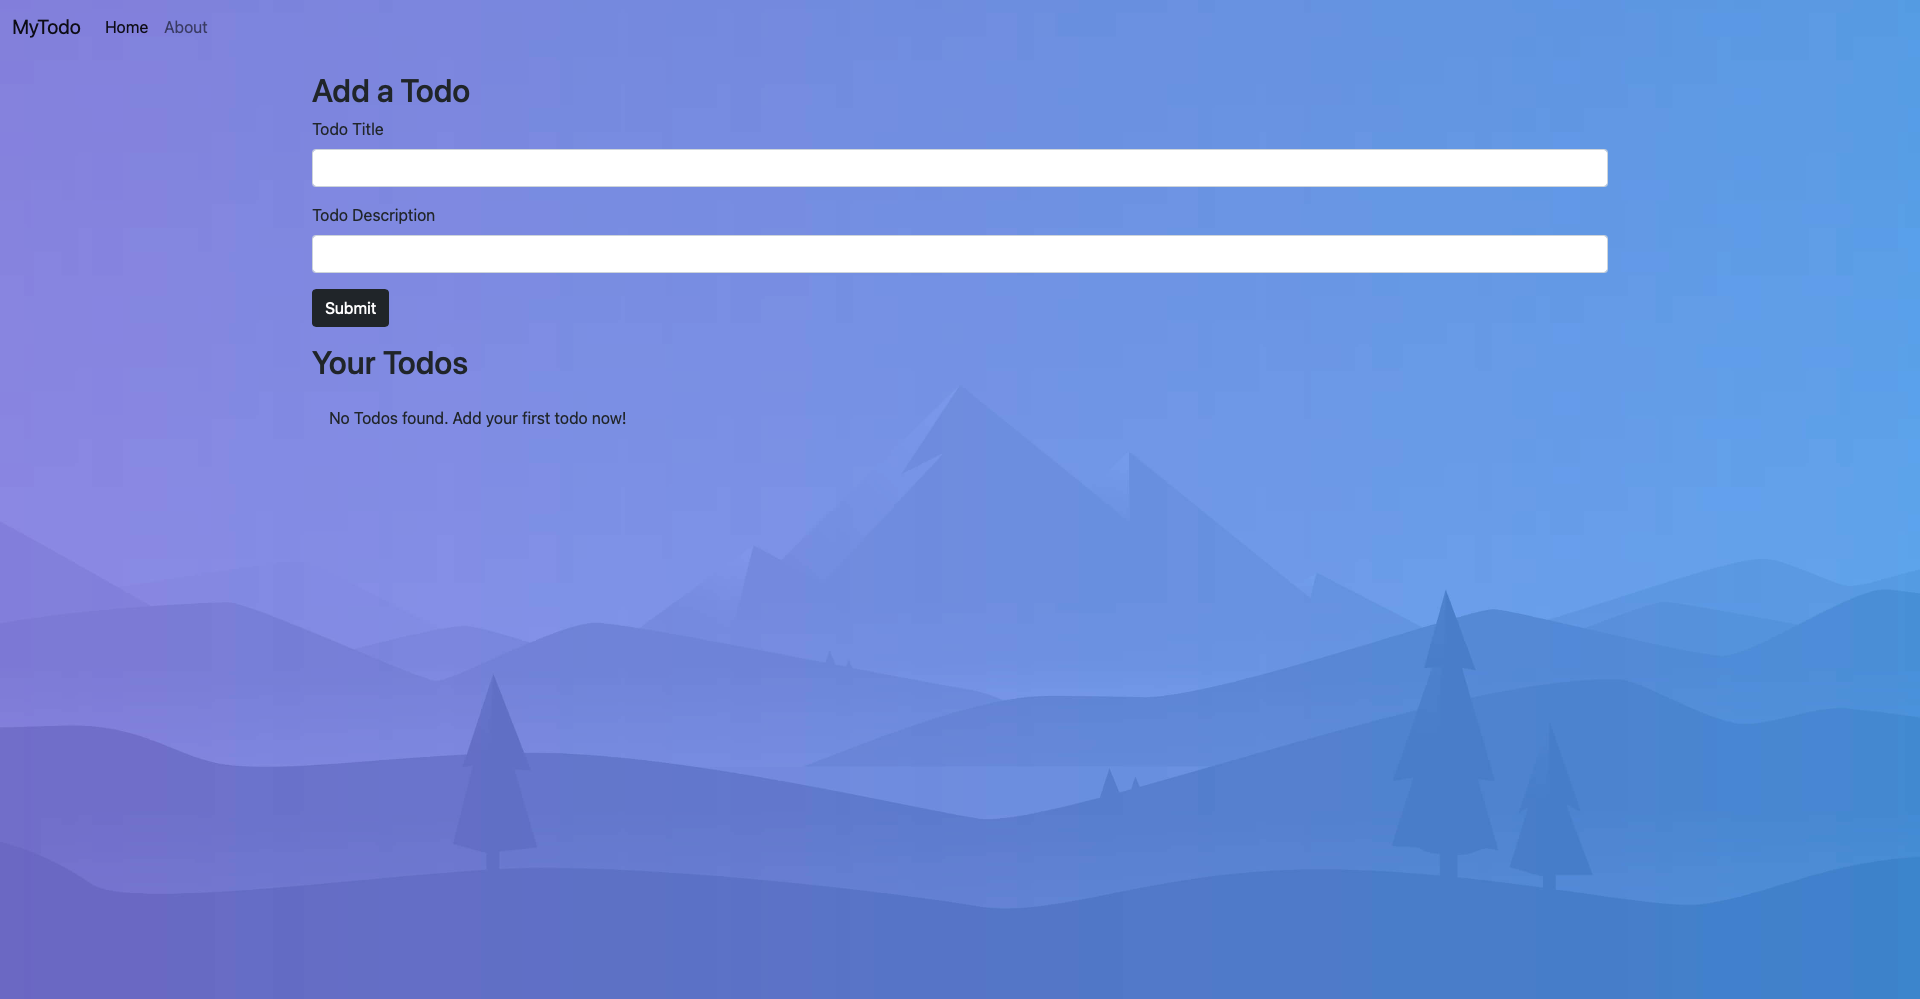 MyTodo Home About
Add a Todo
Todo Title
Todo Description
Submit
Your Todos
No Todos found. Add your first todo now!